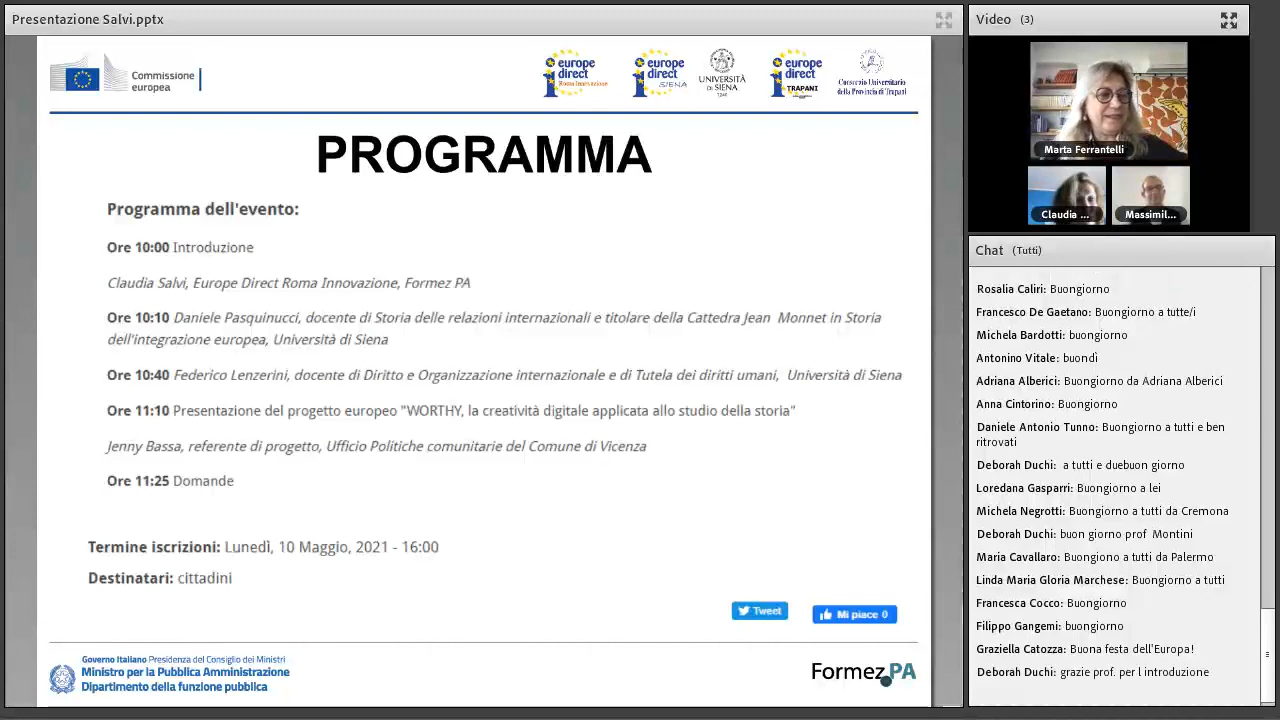 Presentazione Salvi.pptx
Commissione
europea
europe
direct
Roma Innovazione
europe
direct
SIENA
UNIVERSITÀ
DI SIENA
1240
europe
direct
TRAPANI
Consorzio Universitario
della Provincia di Trapani
PROGRAMMA
Programma dell'evento:
Ore 10:00 Introduzione
Claudia Salvi, Europe Direct Roma Innovazione, Formez PA
Ore 10:10 Daniele Pasquinucci, docente di Storia delle relazioni internazionali e titolare della Cattedra Jean Monnet in Storia
dell'integrazione europea, Università di Siena
Ore 10:40 Federico Lenzerini, docente di Diritto e Organizzazione internazionale e di Tutela dei diritti umani, Università di Siena
Ore 11:10 Presentazione del progetto europeo "WORTHY, la creatività digitale applicata allo studio della storia"
Jenny Bassa, referente di progetto, Ufficio Politiche comunitarie del Comune di Vicenza
Ore 11:25 Domande
Termine iscrizioni: Lunedì, 10 Maggio, 2021 - 16:00
Destinatari: cittadini
Tweet
Mi piace 0
Governo Italiano Presidenza del Consiglio dei Ministri
Ministro per la Pubblica Amministrazione
Dipartimento della funzione pubblica
Formez PA
Video (3)
Marta Ferrantelli
Claudia ...
Massimil...
Chat (Tutti)
Rosalia Caliri: Buongiorno
Francesco De Gaetano: Buongiorno a tutte/i
Michela Bardotti: buongiorno
Antonino Vitale: buondì
Adriana Alberici: Buongiorno da Adriana Alberici
Anna Cintorino: Buongiorno
Daniele Antonio Tunno: Buongiorno a tutti e ben
ritrovati
Deborah Duchi: a tutti e duebuon giorno
Loredana Gasparri: Buongiorno a lei
Michela Negrotti: Buongiorno a tutti da Cremona
Deborah Duchi: buon giorno prof Montini
Maria Cavallaro: Buongiono a tutti da Palermo
Linda Maria Gloria Marchese: Buongiorno a tutti
Francesca Cocco: Buongiorno
Filippo Gangemi: buongiorno
Graziella Catozza: Buona festa dell'Europa!
Deborah Duchi: grazie prof. per l introduzione